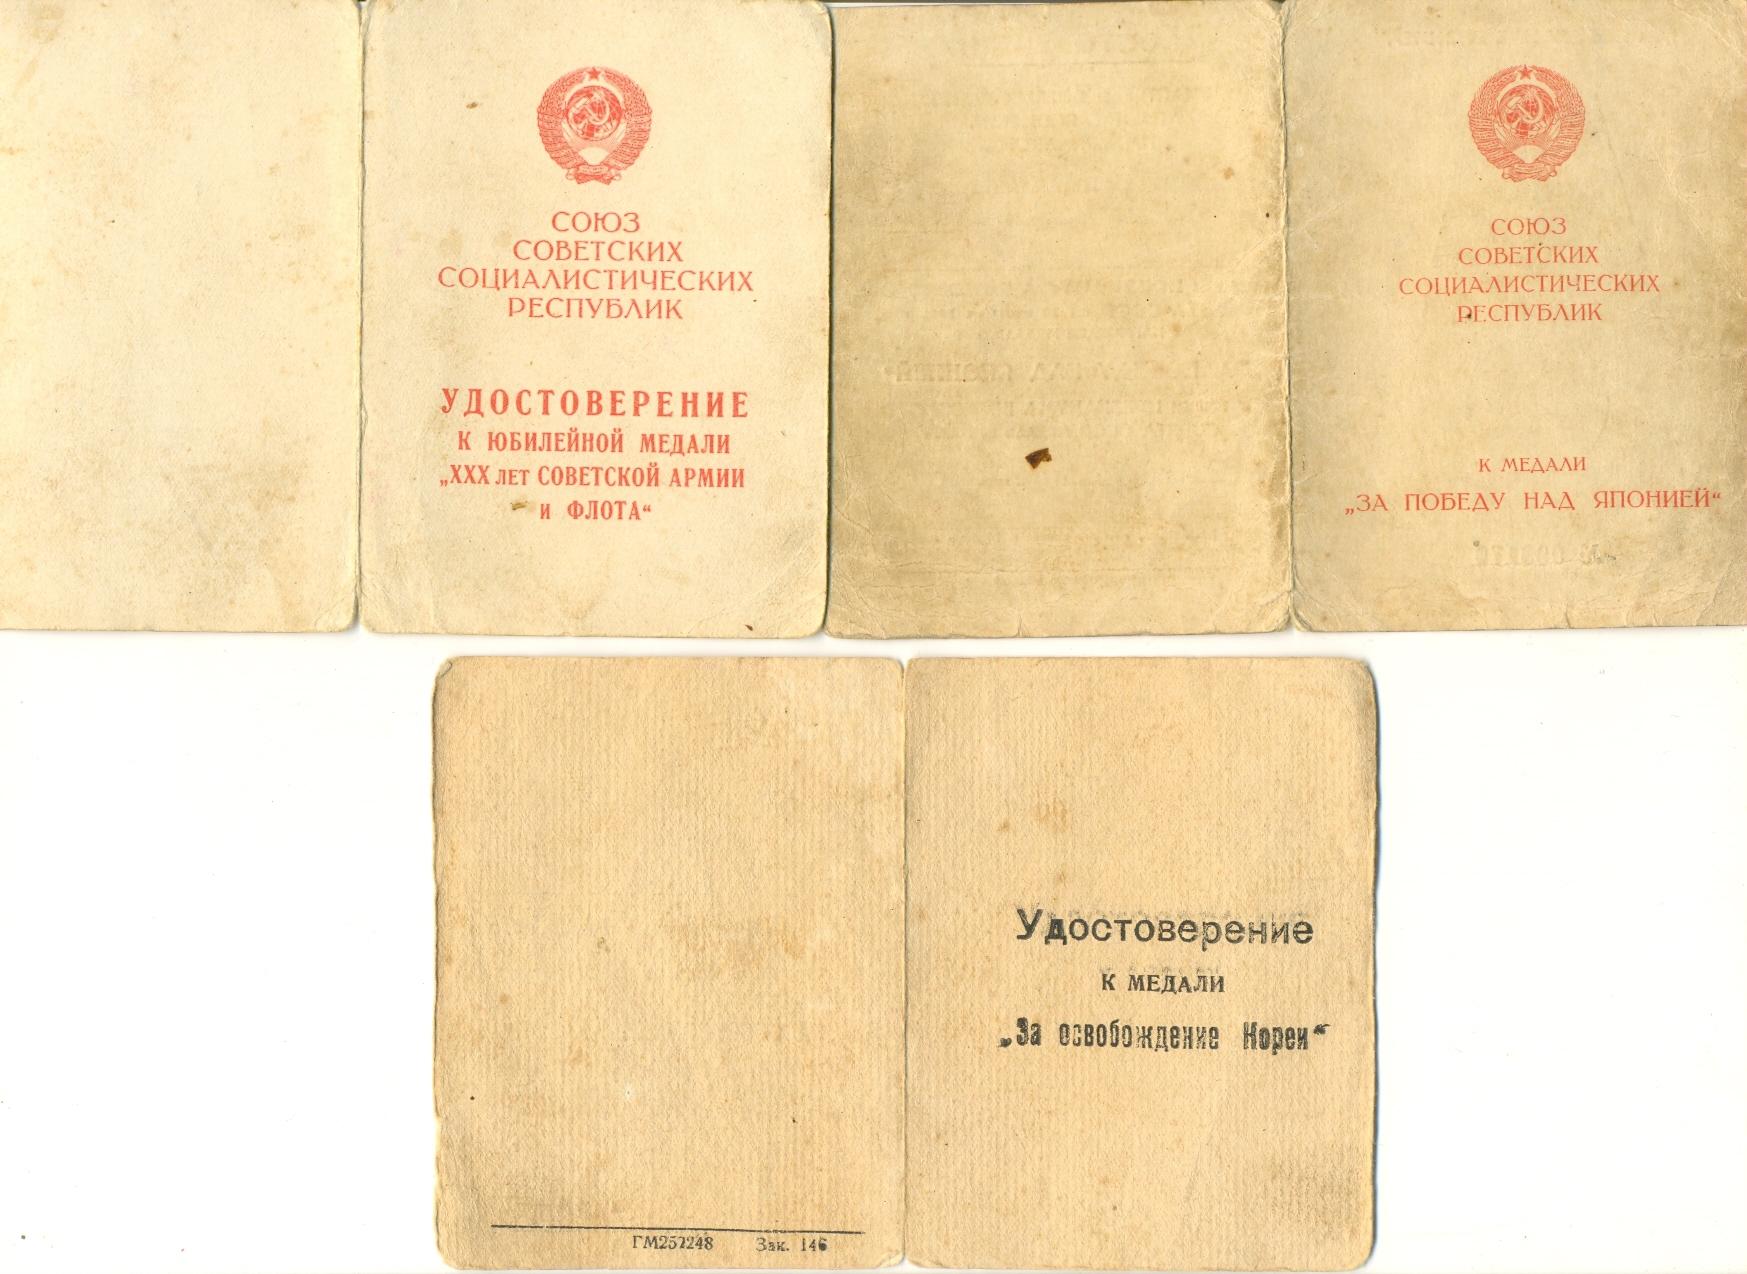 СОЮЗ
СОВЕТСКИХ
СОЦИАЛИСТИЧЕСКИХ
РЕСПУБЛИК
УДОСТОВЕРЕНИЕ
К ЮБИЛЕЙНОЙ МЕДАЛИ
„XXX ЛЕТ СОВЕТСКОЙ АРМИИ
И ФЛОТА“
СОЮЗ
СОВЕТСКИХ
СОЦИАЛИСТИЧЕСКИХ
РЕСПУБЛИК
К МЕДАЛИ
„ЗА ПОБЕДУ НАД ЯПОНИЕЙ“
Удостоверение
К МЕДАЛИ
„За освобождение Кореи“
ГМ257248 Зак. 146